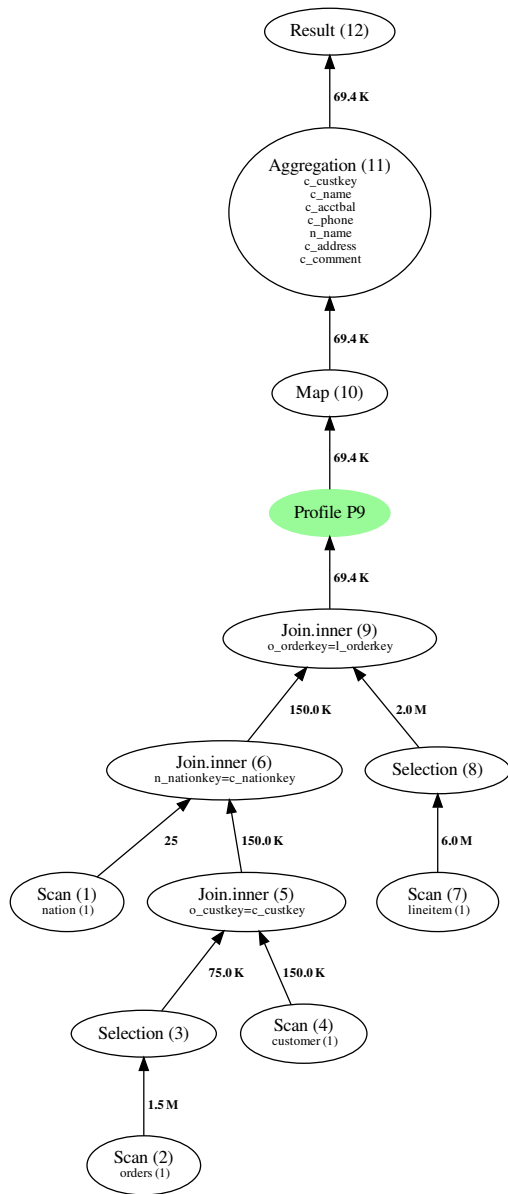 Result (12)
69.4 K
Aggregation (11)
c_custkey
c_name
c_acctbal
c_phone
n_name
c_address
c_comment
69.4 K
Map (10)
69.4 K
Profile P9
69.4 K
Join.inner (9)
o_orderkey=l_orderkey
150.0 K
2.0 M
Join.inner (6)
n_nationkey=c_nationkey
Selection (8)
25
150.0 K
6.0 M
Scan (1)
nation (1)
Join.inner (5)
o_custkey=c_custkey
Scan (7)
lineitem (1)
75.0 K
150.0 K
Selection (3)
Scan (4)
customer (1)
1.5 M
Scan (2)
orders (1)